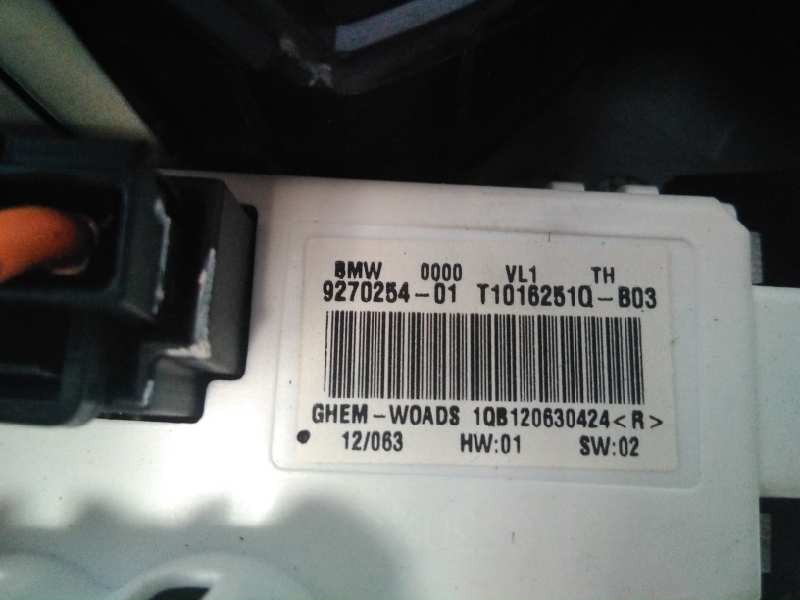 BMW 0000 VL1 TH
9270254-01 T1016251Q-B03
GHEM-WOADS 1QB120630424<R>
12/063 HW:01 SW:02